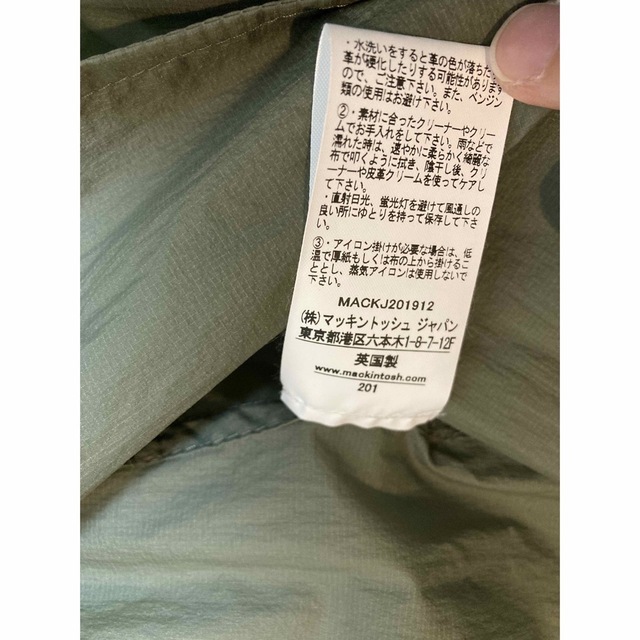 ・水洗いをすると革の色が落ちた
革が硬化したりする可能性があります
ので、ご注意下さい。また、ベンジン
類の使用はお避け下さい。
②・素材に合ったクリーナーやクリー
ムでお手入れをして下さい。雨などで
濡れた時は、速やかに柔らかく綺麗な
布で叩くように拭き、陰干し後、クリ
ーナーや皮革クリームを使ってケアし
て下さい。
・直射日光、蛍光灯を避けて風通しの
良い所にゆとりを持って保存して下さ
い。
③・アイロン掛けが必要な場合は、低
温で厚紙もしくは布の上から掛けるこ
ととし、蒸気アイロンは使用しないで
下さい。
MACKJ201912
(株)マッキントッシュ ジャパン
東京都港区六本木1-8-7-12F
英国製
www.mackintosh.com
201